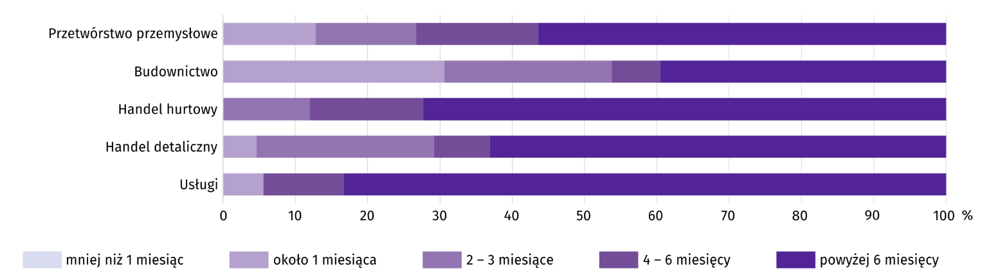 Przetwórstwo przemysłowe
Budownictwo
Handel hurtowy
Handel detaliczny
Usługi
0 10 20 30 40 50 60 70 80 90 100 %
mniej niż 1 miesiąc około 1 miesiąca 2 – 3 miesiące 4 – 6 miesięcy powyżej 6 miesięcy